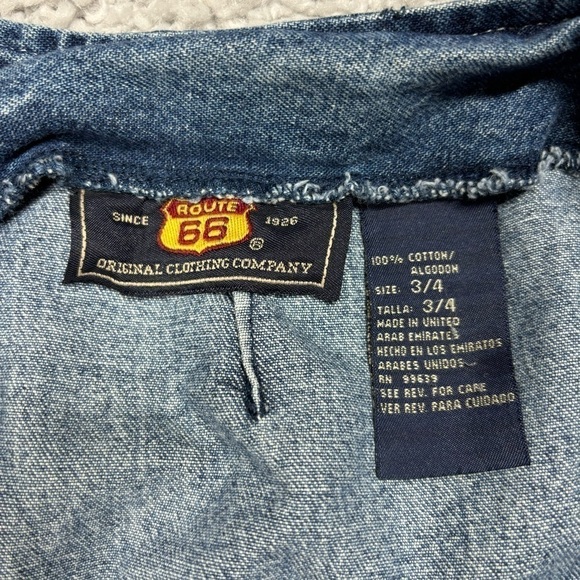 SINCE ROUTE 66 1926
®
ORIGINAL CLOTHING COMPANY
100% COTTON/
ALGODON
SIZE: 3/4
TALLA: 3/4
MADE IN UNITED
ARAB EMIRATES
HECHO EN LOS EMIRATOS
ARABES UNIDOS
RN 99639
SEE REV. FOR CARE
VER REV. PARA CUIDADO